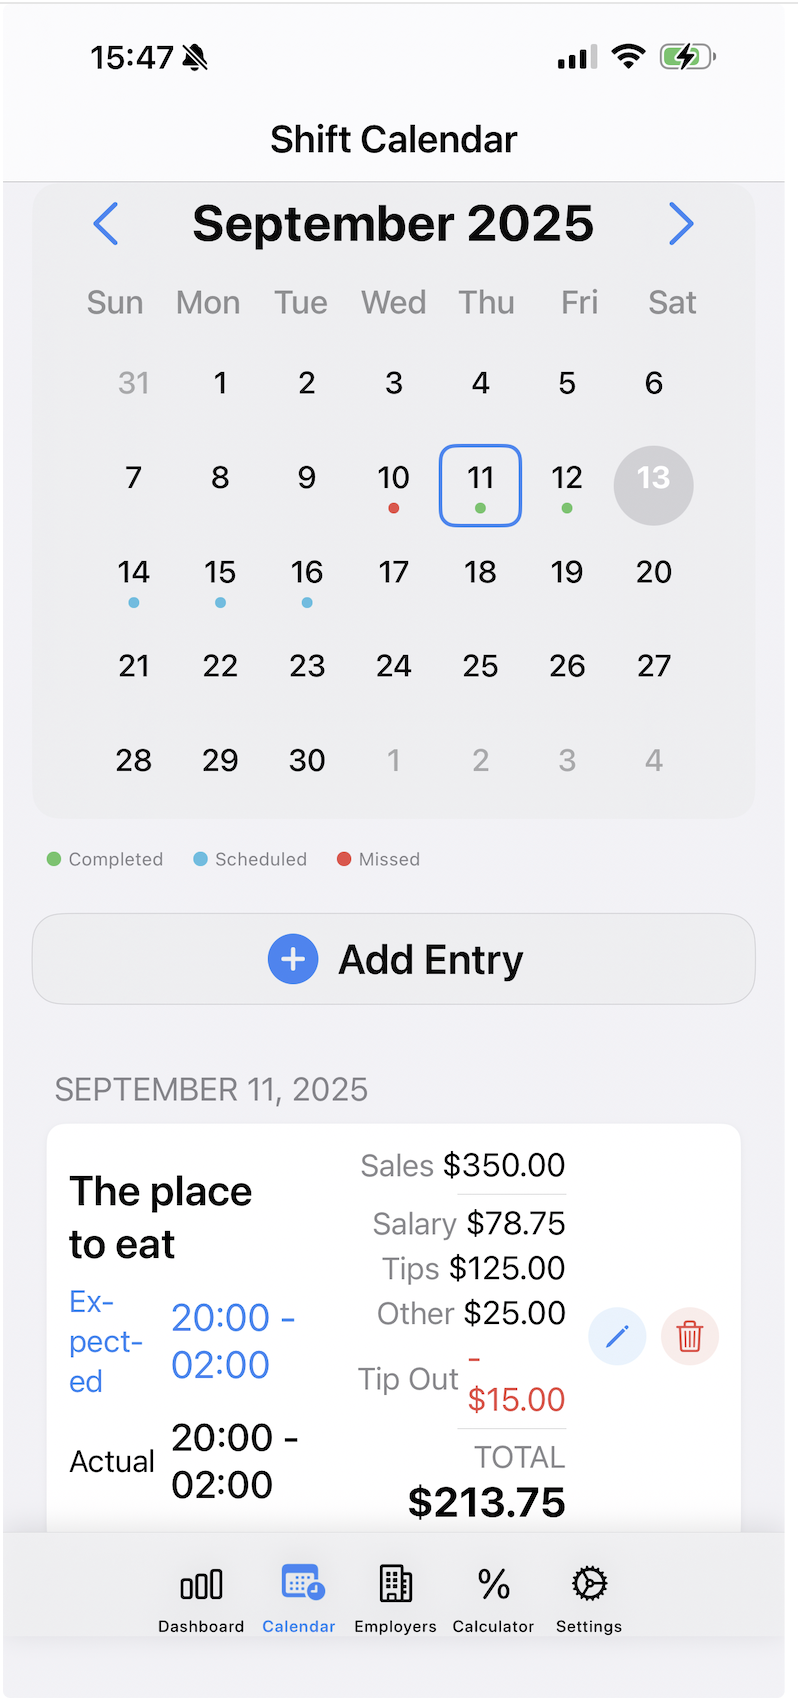 15:47
Shift Calendar
September 2025
Sun Mon Tue Wed Thu Fri Sat
31 1 2 3 4 5 6
7 8 9 10 11 12 13
14 15 16 17 18 19 20
21 22 23 24 25 26 27
28 29 30 1 2 3 4
Completed Scheduled Missed
Add Entry
SEPTEMBER 11, 2025
The place
to eat
Ex-
pect-
ed
20:00 -
02:00
Actual
20:00 -
02:00
Sales $350.00
Salary $78.75
Tips $125.00
Other $25.00
Tip Out
-
$15.00
TOTAL
$213.75
Dashboard Calendar Employers Calculator Settings